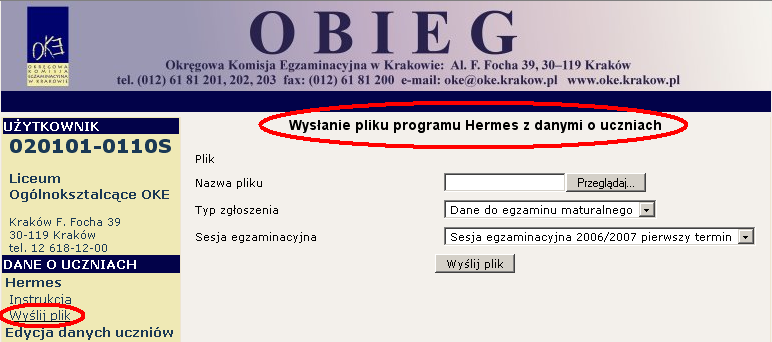 OKE
OKRĘGOWA
KOMISJA
EGZAMINACYJNA
W KRAKOWIE
OBIEG
Okręgowa Komisja Egzaminacyjna w Krakowie: Al. F. Focha 39, 30-119 Kraków
tel. (012) 61 81 201, 202, 203 fax: (012) 61 81 200 e-mail: oke@oke.krakow.pl www.oke.krakow.pl
UŻYTKOWNIK
020101-0110S
Liceum
Ogólnokształcące OKE
Kraków F. Focha 39
30-119 Kraków
tel. 12 618-12-00
DANE O UCZNIACH
Hermes
Instrukcja
Wyślij plik
Edycja danych uczniów
Wysłanie pliku programu Hermes z danymi o uczniach
Plik
Nazwa pliku Przeglądaj...
Typ zgłoszenia Dane do egzaminu maturalnego
Sesja egzaminacyjna Sesja egzaminacyjna 2006/2007 pierwszy termin
Wyślij plik